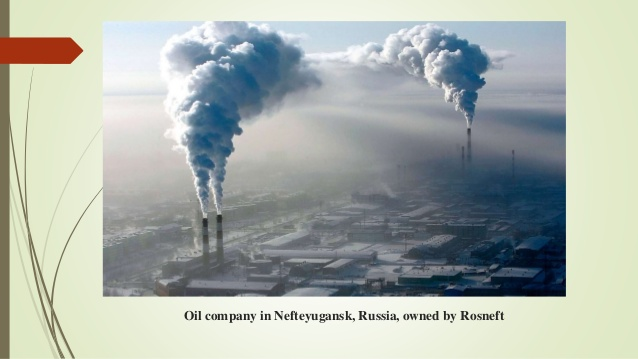 Oil company in Nefteyugansk, Russia, owned by Rosneft